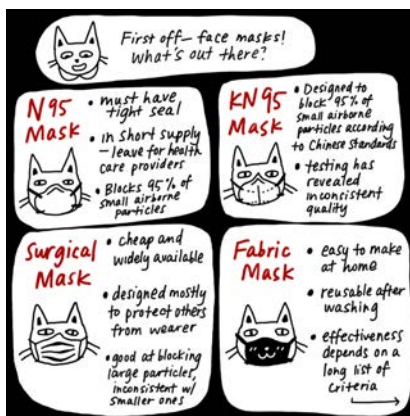 First off— face masks!
What's out there?
N95
Mask
• must have
tight seal
• in short supply
—leave for health
care providers
• Blocks 95% of
small airborne
particles
KN95
Mask
• Designed to
block 95% of
small airborne
particles according
to Chinese Standards
• testing has
revealed
inconsistent
quality
Surgical
Mask
• cheap and
widely available
• designed mostly
to protect others
from wearer
• good at blocking
large particles,
inconsistent w/
smaller ones
Fabric
Mask
• easy to make
at home
• reusable after
washing
• effectiveness
depends on a
long list of
criteria